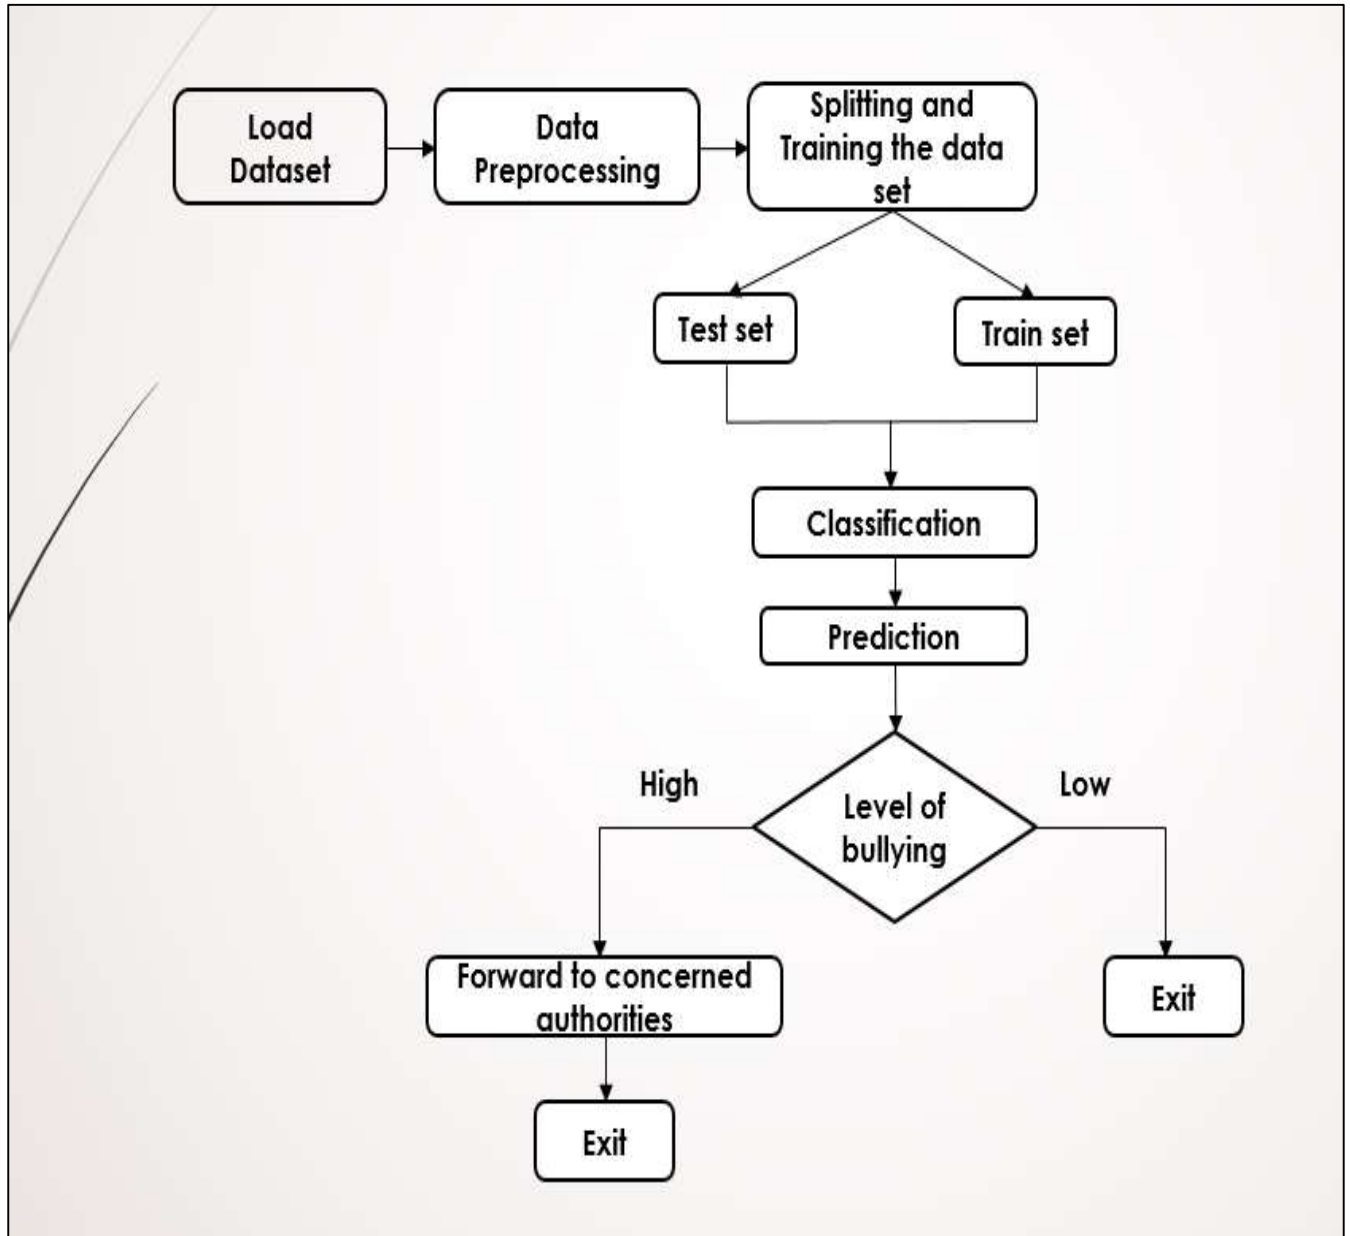 Load
Dataset
Data
Preprocessing
Splitting and
Training the data
set
Test set
Train set
Classification
Prediction
High
Low
Level of
bullying
Forward to concerned
authorities
Exit
Exit